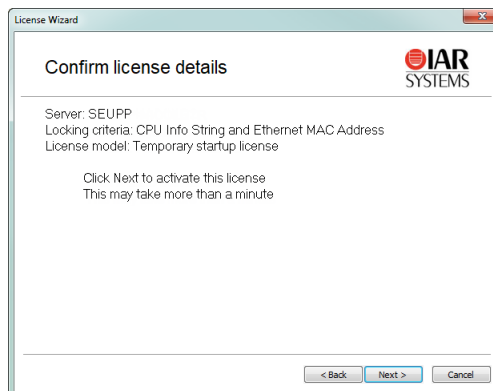 License Wizard
Confirm license details
IAR
SYSTEMS
Server: SEUPP
Locking criteria: CPU Info String and Ethernet MAC Address
License model: Temporary startup license
Click Next to activate this license
This may take more than a minute
< Back
Next >
Cancel